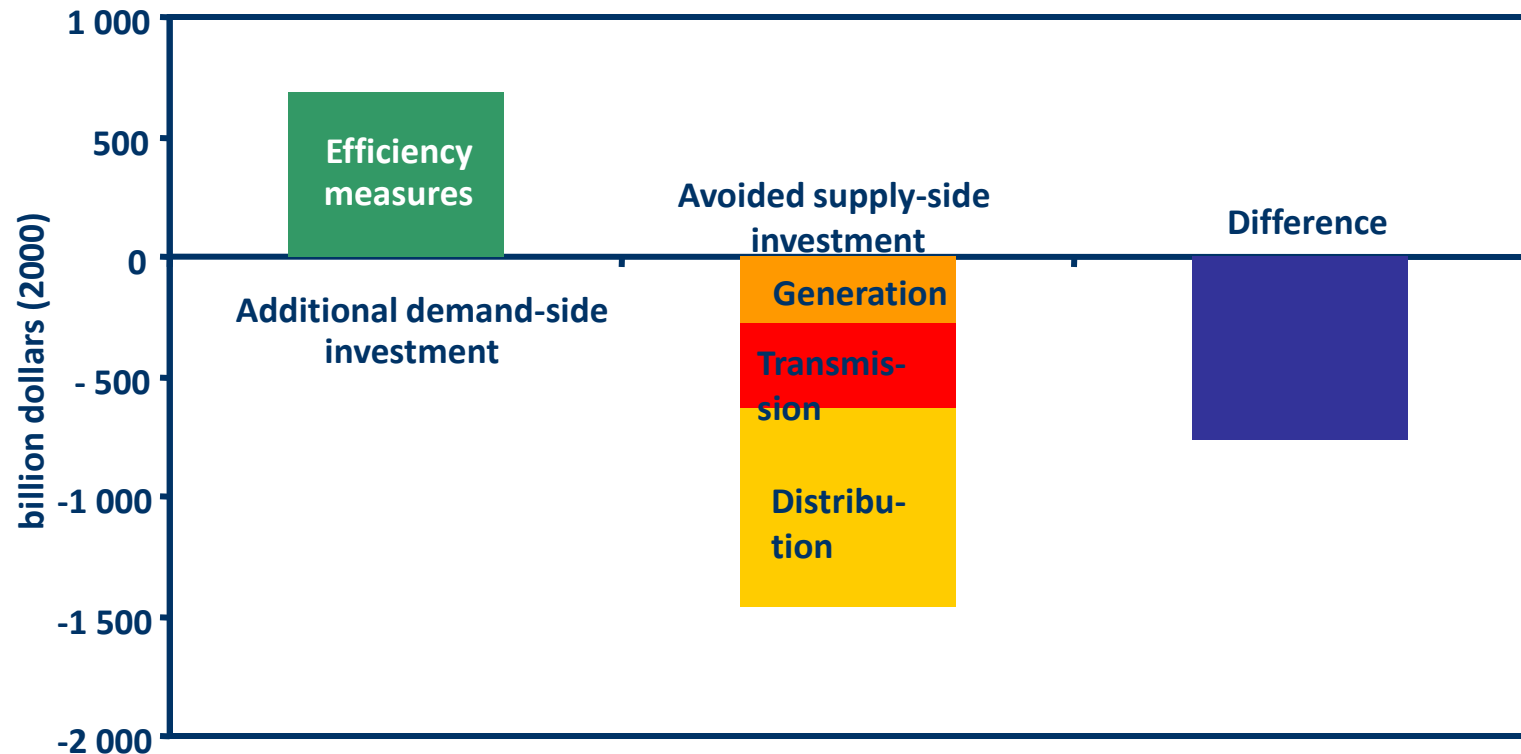 1 000
500
0
- 500
-1 000
-1 500
-2 000
billion dollars (2000)
Efficiency
measures
Additional demand-side
investment
Avoided supply-side
investment
Generation
Transmis-
sion
Distribu-
tion
Difference